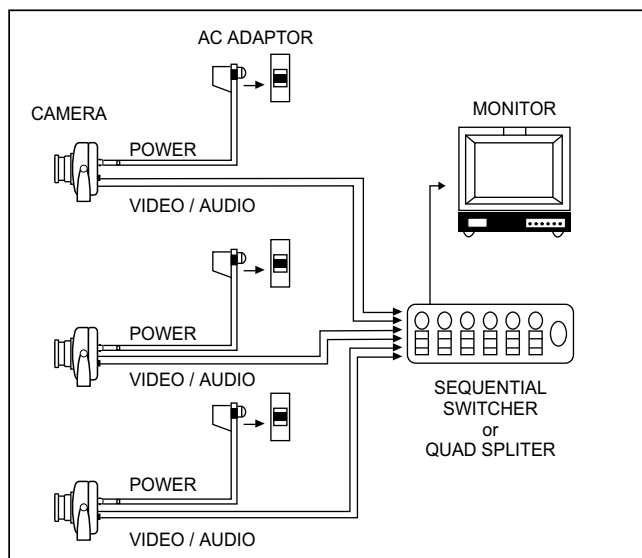 AC ADAPTOR
CAMERA
MONITOR
POWER
VIDEO / AUDIO
POWER
VIDEO / AUDIO
SEQUENTIAL
SWITCHER
or
QUAD SPLITER
POWER
VIDEO / AUDIO